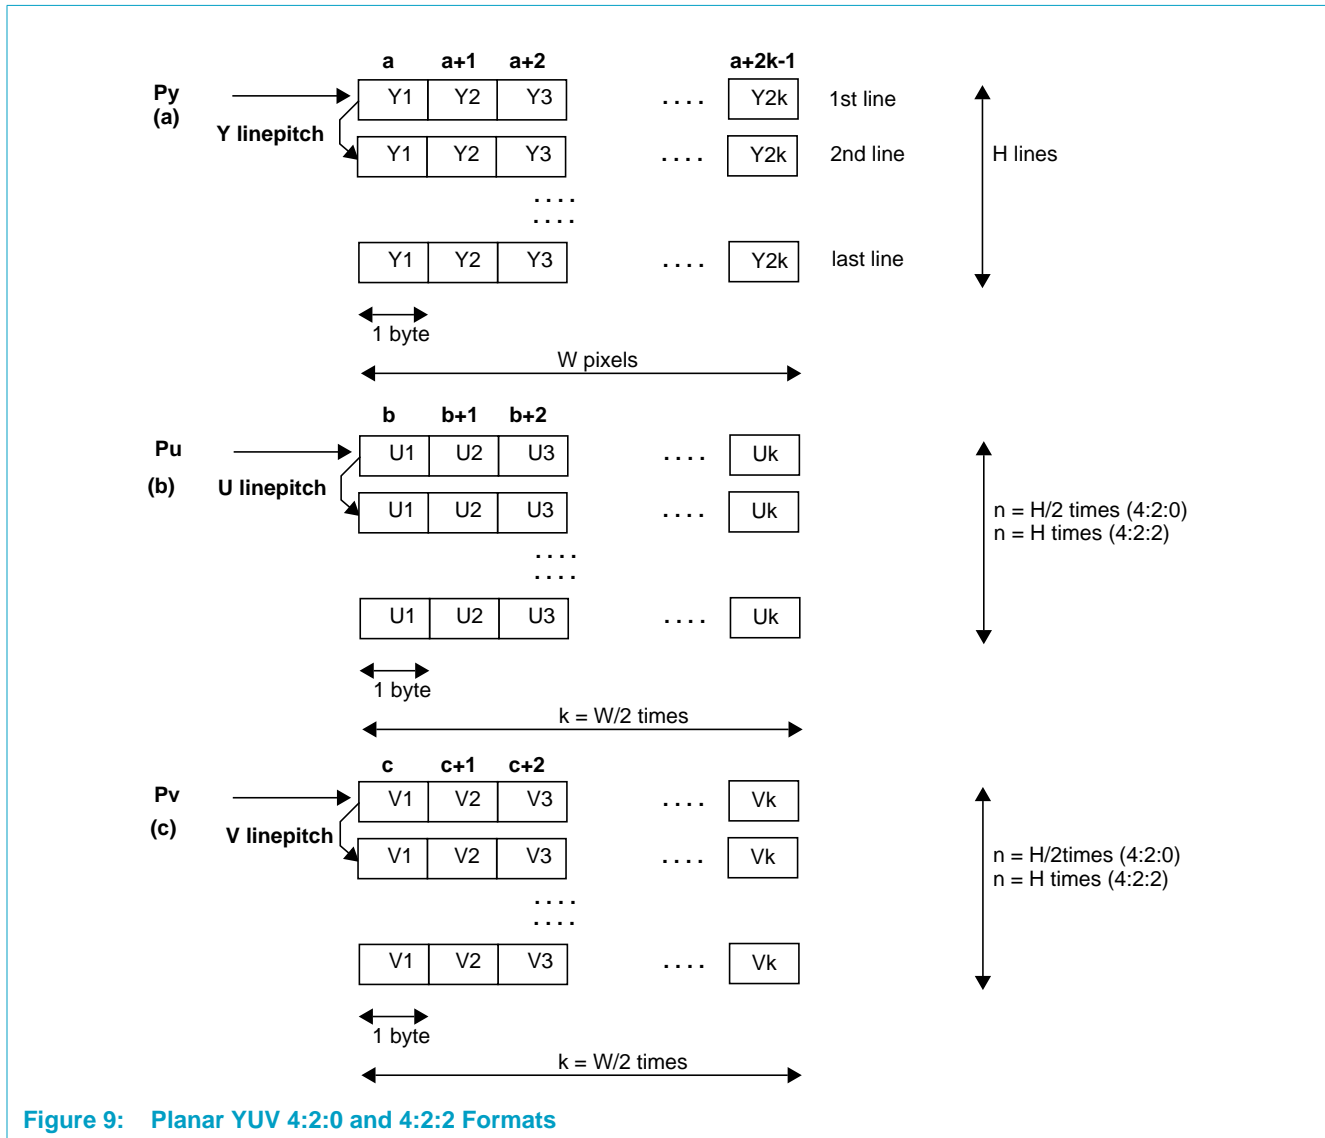 a a+1 a+2 a+2k-1
Py Y1 Y2 Y3 .... Y2k 1st line
(a) Y linepitch
Y1 Y2 Y3 .... Y2k 2nd line H lines
....
....
Y1 Y2 Y3 .... Y2k last line
1 byte
W pixels
b b+1 b+2
Pu U1 U2 U3 .... Uk
(b) U linepitch
U1 U2 U3 .... Uk n = H/2 times (4:2:0)
n = H times (4:2:2)
....
....
U1 U2 U3 .... Uk
1 byte
k = W/2 times
c c+1 c+2
Pv V1 V2 V3 .... Vk
(c) V linepitch
V1 V2 V3 .... Vk n = H/2times (4:2:0)
n = H times (4:2:2)
....
....
V1 V2 V3 .... Vk
1 byte
k = W/2 times
Figure 9: Planar YUV 4:2:0 and 4:2:2 Formats